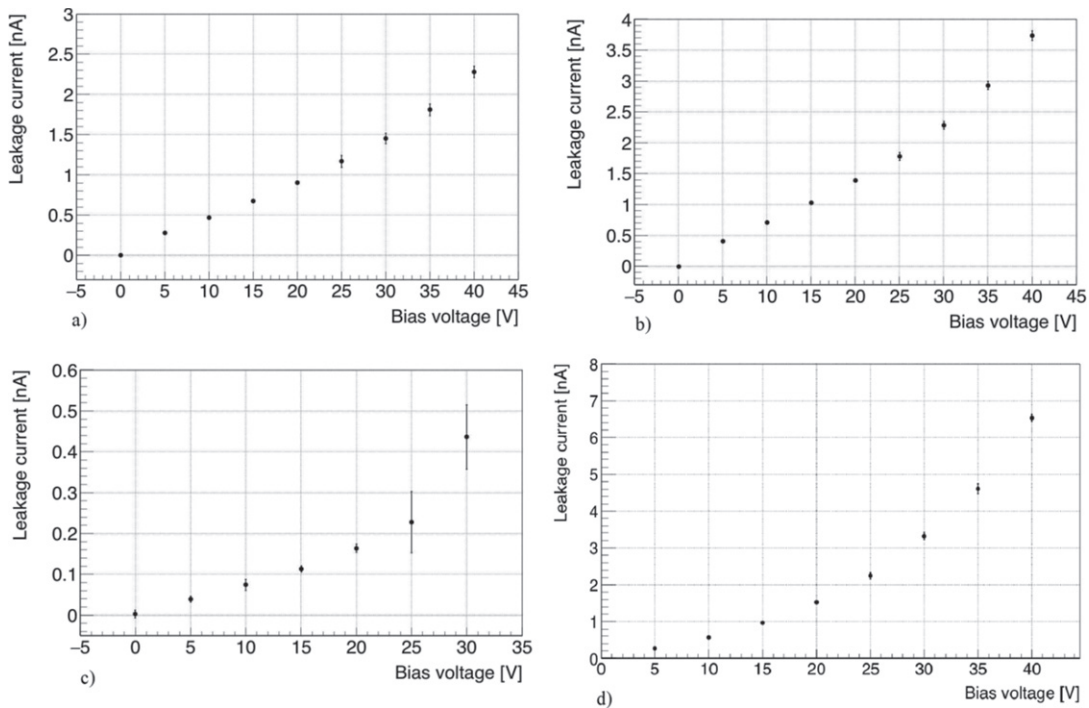 Leakage current [nA]
3
2.5
2
1.5
1
0.5
0
−5 0 5 10 15 20 25 30 35 40 45
Bias voltage [V]
a)
Leakage current [nA]
4
3.5
3
2.5
2
1.5
1
0.5
0
−5 0 5 10 15 20 25 30 35 40 45
Bias voltage [V]
b)
Leakage current [nA]
0.6
0.5
0.4
0.3
0.2
0.1
0
−5 0 5 10 15 20 25 30 35
Bias voltage [V]
c)
Leakage current [nA]
8
7
6
5
4
3
2
1
0
0 5 10 15 20 25 30 35 40
Bias voltage [V]
d)